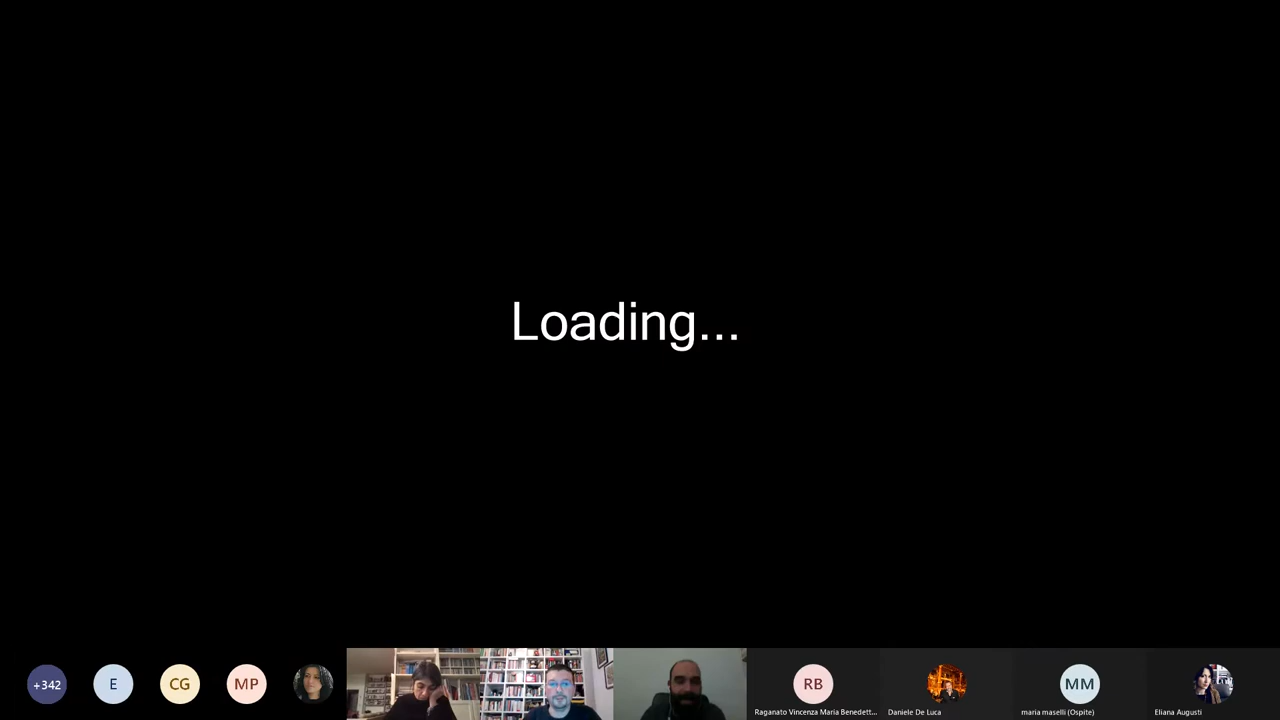 Loading...
+342
E
CG
MP
RB
MM
Raganato Vincenza Maria Benedett...
Daniele De Luca
maria maselli (Ospite)
Eliana Augusti